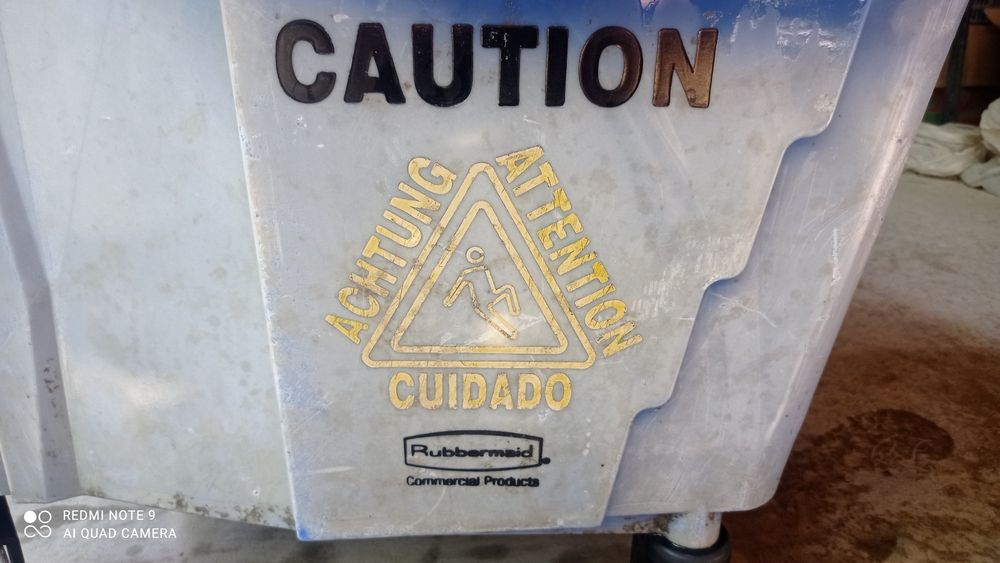 CAUTION
ACHTUNG
ATTENTION
CUIDADO
Rubbermaid
Commercial Products
REDMI NOTE 9
AI QUAD CAMERA